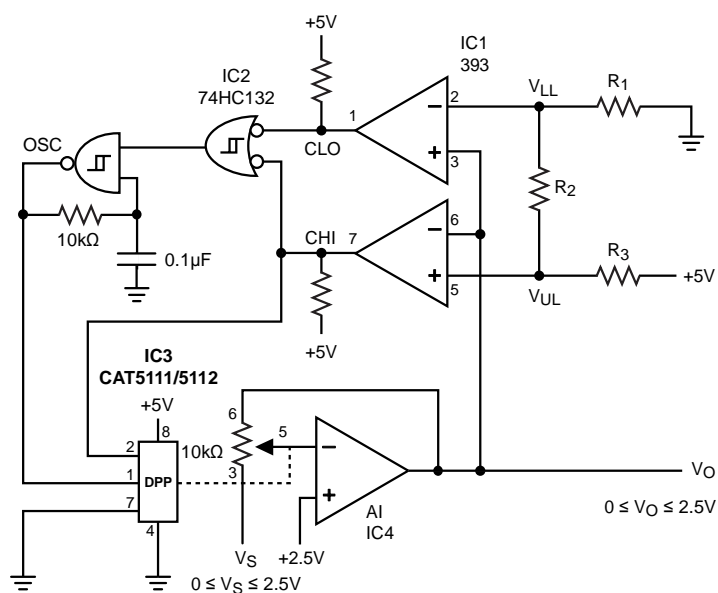 +5V
IC1
393
IC2
74HC132
OSC
1
2
VLL
R1
CLO
3
R2
10kΩ
0.1µF
CHI
7
6
5
R3
+5V
VUL
+5V
IC3
CAT5111/5112
+5V
8
2
10kΩ
6
5
1
DPP
3
7
4
VS
0 ≤ VS ≤ 2.5V
+2.5V
AI
IC4
VO
0 ≤ VO ≤ 2.5V